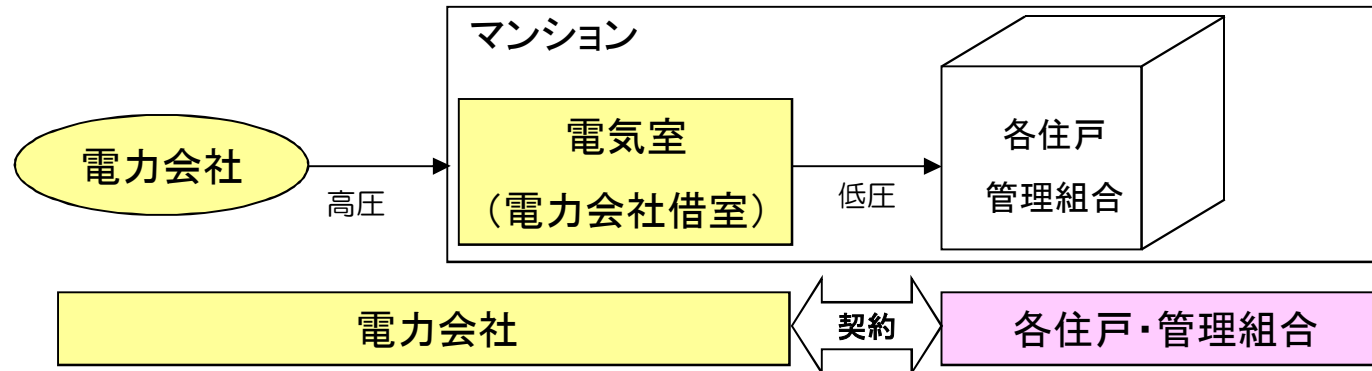 マンション
電力会社
高圧
電気室
（電力会社借室）
低圧
各住戸
管理組合
電力会社
契約
各住戸・管理組合